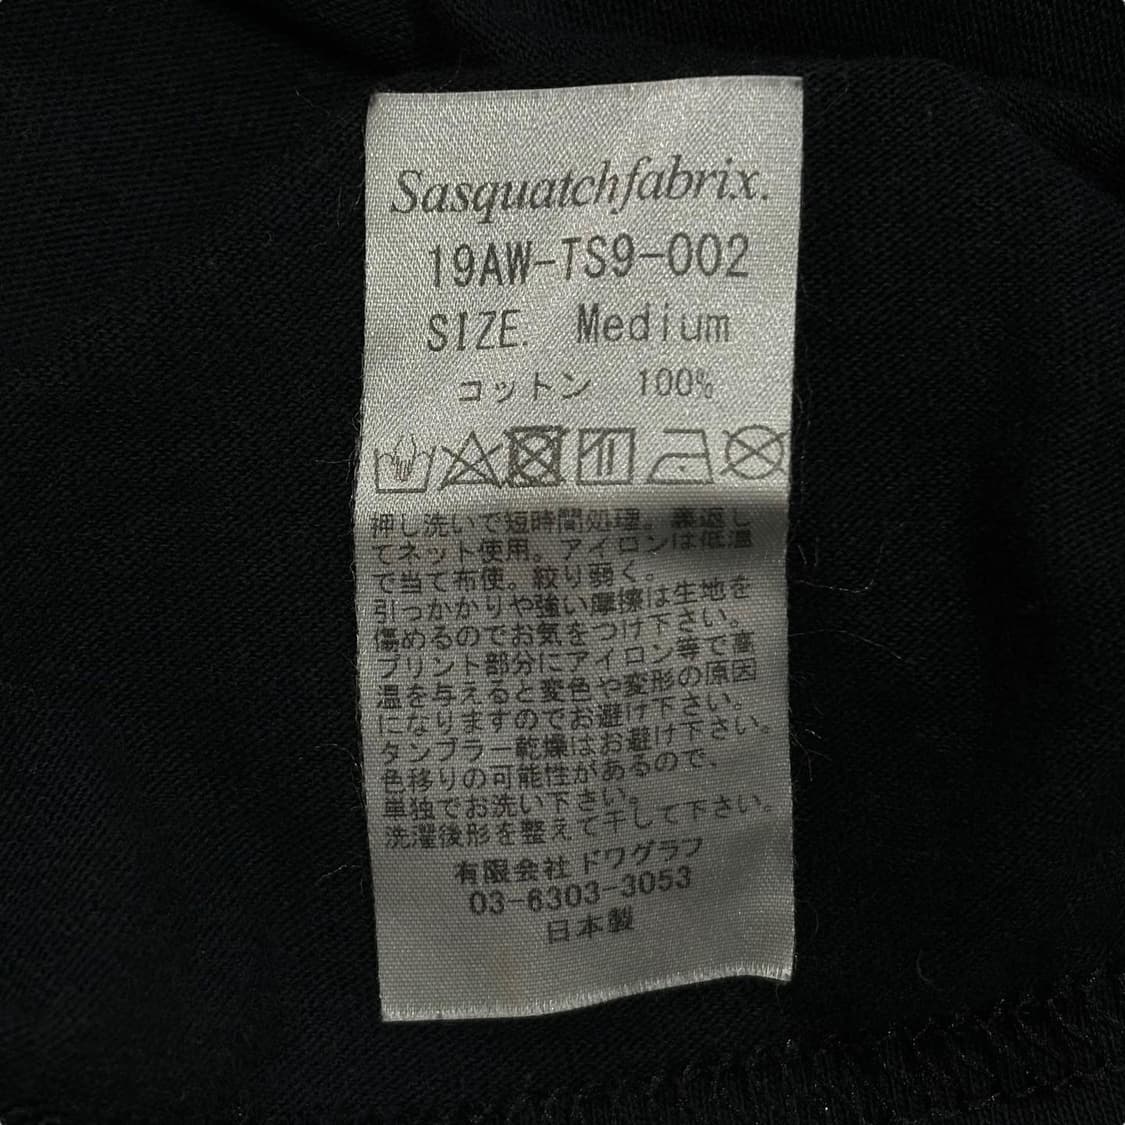 Sasquatchfabrix.
19AW-TS9-002
SIZE. Medium
コットン 100%
押し洗いで短時間処理。裏返し
てネット使用。アイロンは低温
で当て布使。絞り弱く。
引っかかりや強い摩擦は生地を
傷めるのでお気をつけ下さい。
プリント部分にアイロン等で高
温を与えると変色や変形の原因
になりますのでお避け下さい。
タンブラー乾燥はお避け下さい。
色移りの可能性があるので、
単独でお洗い下さい。
洗濯後形を整えて干して下さい。
有限会社 ドワグラフ
03-6303-3053
日本製